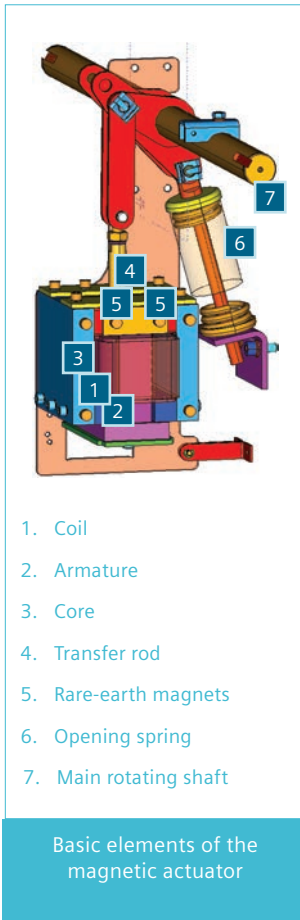 7
6
4
5 5
3
1
2
1. Coil
2. Armature
3. Core
4. Transfer rod
5. Rare-earth magnets
6. Opening spring
7. Main rotating shaft
Basic elements of the
magnetic actuator